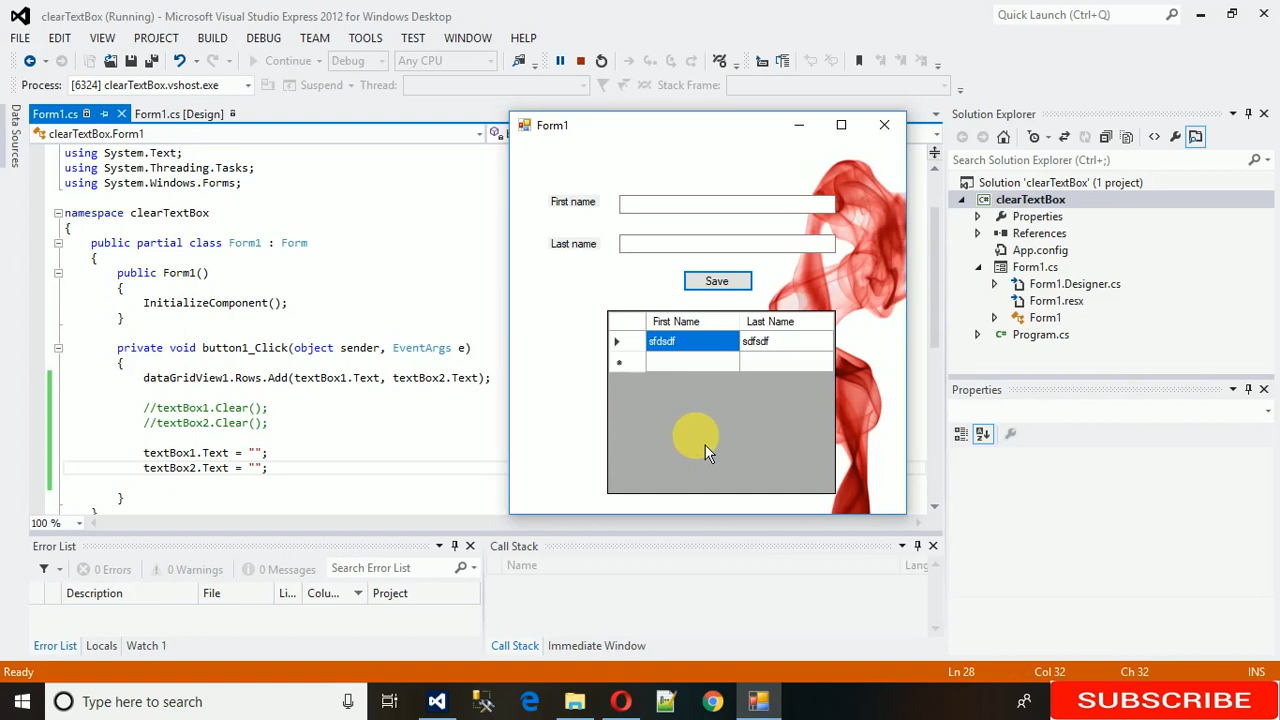 clearTextBox (Running) - Microsoft Visual Studio Express 2012 for Windows Desktop
Quick Launch (Ctrl+Q)
FILE EDIT VIEW PROJECT BUILD DEBUG TEAM TOOLS TEST WINDOW HELP
Continue Debug Any CPU
Process: [6324] clearTextBox.vshost.exe Suspend Thread: Stack Frame:
Data Sources
Form1.cs Form1.cs [Design]
clearTextBox.Form1
using System.Text;
using System.Threading.Tasks;
using System.Windows.Forms;
namespace clearTextBox
{
public partial class Form1 : Form
{
public Form1()
{
InitializeComponent();
}
private void button1_Click(object sender, EventArgs e)
{
dataGridView1.Rows.Add(textBox1.Text, textBox2.Text);
//textBox1.Clear();
//textBox2.Clear();
textBox1.Text = "";
textBox2.Text = "";
}
100 %
Form1
First name
Last name
Save
First Name Last Name
sfdsdf sdfsdf
Solution Explorer
Search Solution Explorer (Ctrl+;)
Solution 'clearTextBox' (1 project)
clearTextBox
Properties
References
App.config
Form1.cs
Form1.Designer.cs
Form1.resx
Form1
Program.cs
Properties
Error List
0 Errors 0 Warnings 0 Messages Search Error List
Description File Li... Colu... Project
Error List Locals Watch 1
Call Stack
Name Lang
Call Stack Immediate Window
Ready Ln 28 Col 32 Ch 32 INS
Type here to search
SUBSCRIBE